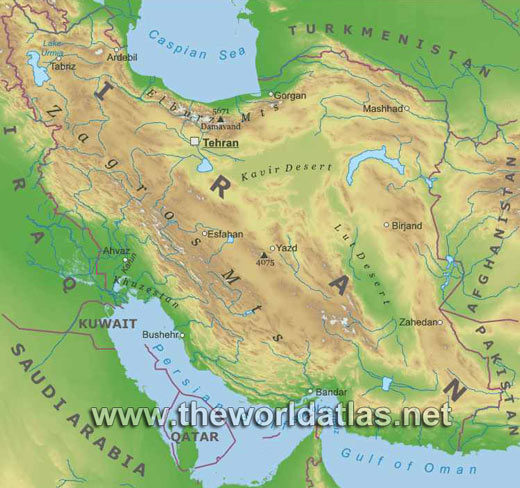 TURKMENISTAN
Caspian Sea
Lake
Urmia
Tabriz
Ardebil
Elburz Mts
5671
Damavand
Gorgan
Mashhad
Tehran
Kavir Desert
IRAN
IRAQ
Zagros Mts
Esfahan
Yazd
4075
Lut Desert
Birjand
AFGHANISTAN
Ahvaz
Karun
Khuzestan
KUWAIT
Bushehr
Persian
Zahedan
PAKISTAN
SAUDI ARABIA
Bandar
www.theworldatlas.net
QATAR
Gulf of Oman